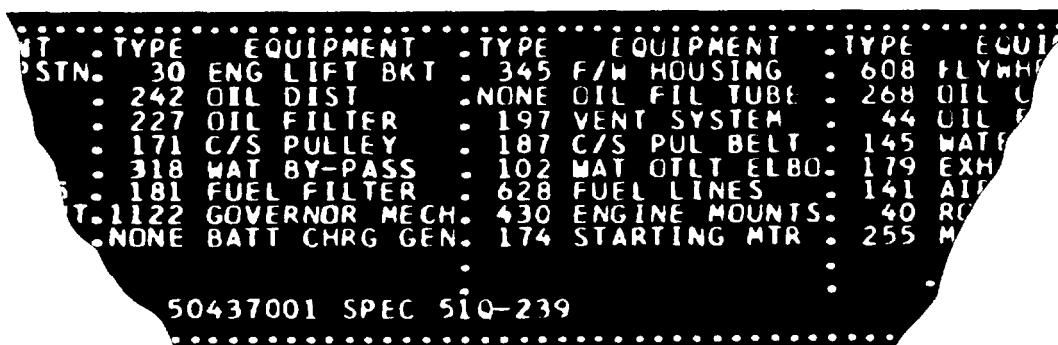 TYPE EQUIPMENT . TYPE EQUIPMENT . TYPE
PSTN. 30 ENG LIFT BKT . 345 F/W HOUSING . 608
. 242 OIL DIST .NONE OIL FIL TUBE . 268 OIL
. 227 OIL FILTER . 197 VENT SYSTEM . 44 OIL
. 171 C/S PULLEY . 187 C/S PUL BELT . 145
. 318 WAT BY-PASS . 102 WAT OTLT ELBO. 179 EXH
. 181 FUEL FILTER . 628 FUEL LINES . 141
.1122 GOVERNOR MECH. 430 ENGINE MOUNTS. 40
.NONE BATT CHRG GEN. 174 STARTING MTR . 255
50437001 SPEC 510-239